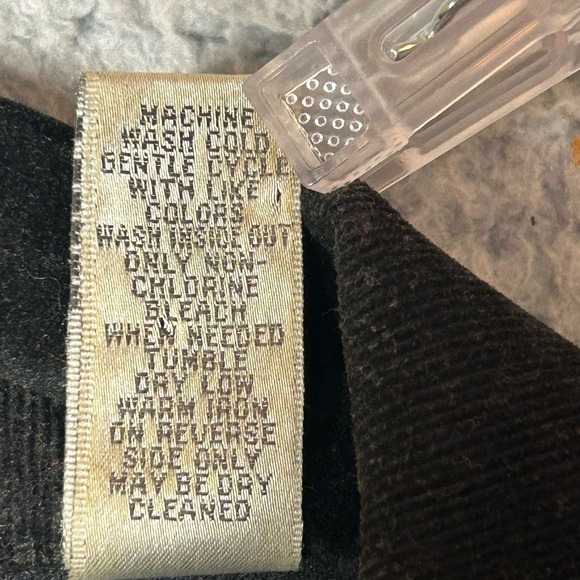 MACHINE
WASH COLD
GENTLE CYCLE
WITH LIKE
COLORS
WASH INSIDE OUT
ONLY NON-
CHLORINE
BLEACH
WHEN NEEDED
TUMBLE
DRY LOW
WARM IRON
ON REVERSE
SIDE ONLY
MAY BE DRY
CLEANED